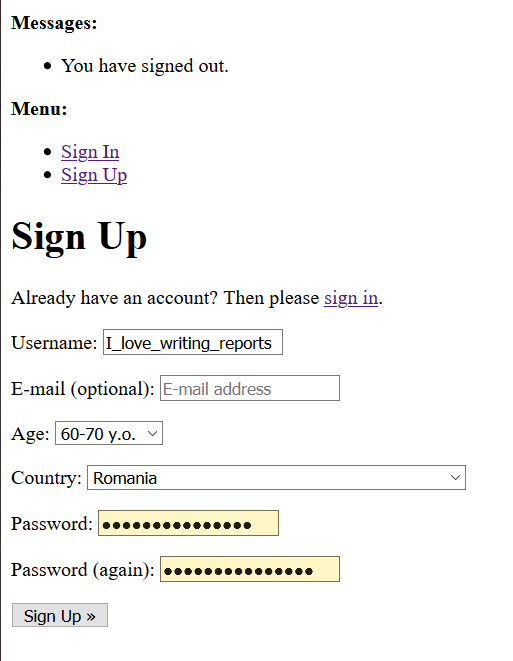 Messages:
You have signed out.
Menu:
Sign In
Sign Up
Sign Up
Already have an account? Then please sign in.
Username: I_love_writing_reports
E-mail (optional): E-mail address
Age: 60-70 y.o.
Country: Romania
Password: •••••••••••••••
Password (again): •••••••••••••••
Sign Up »